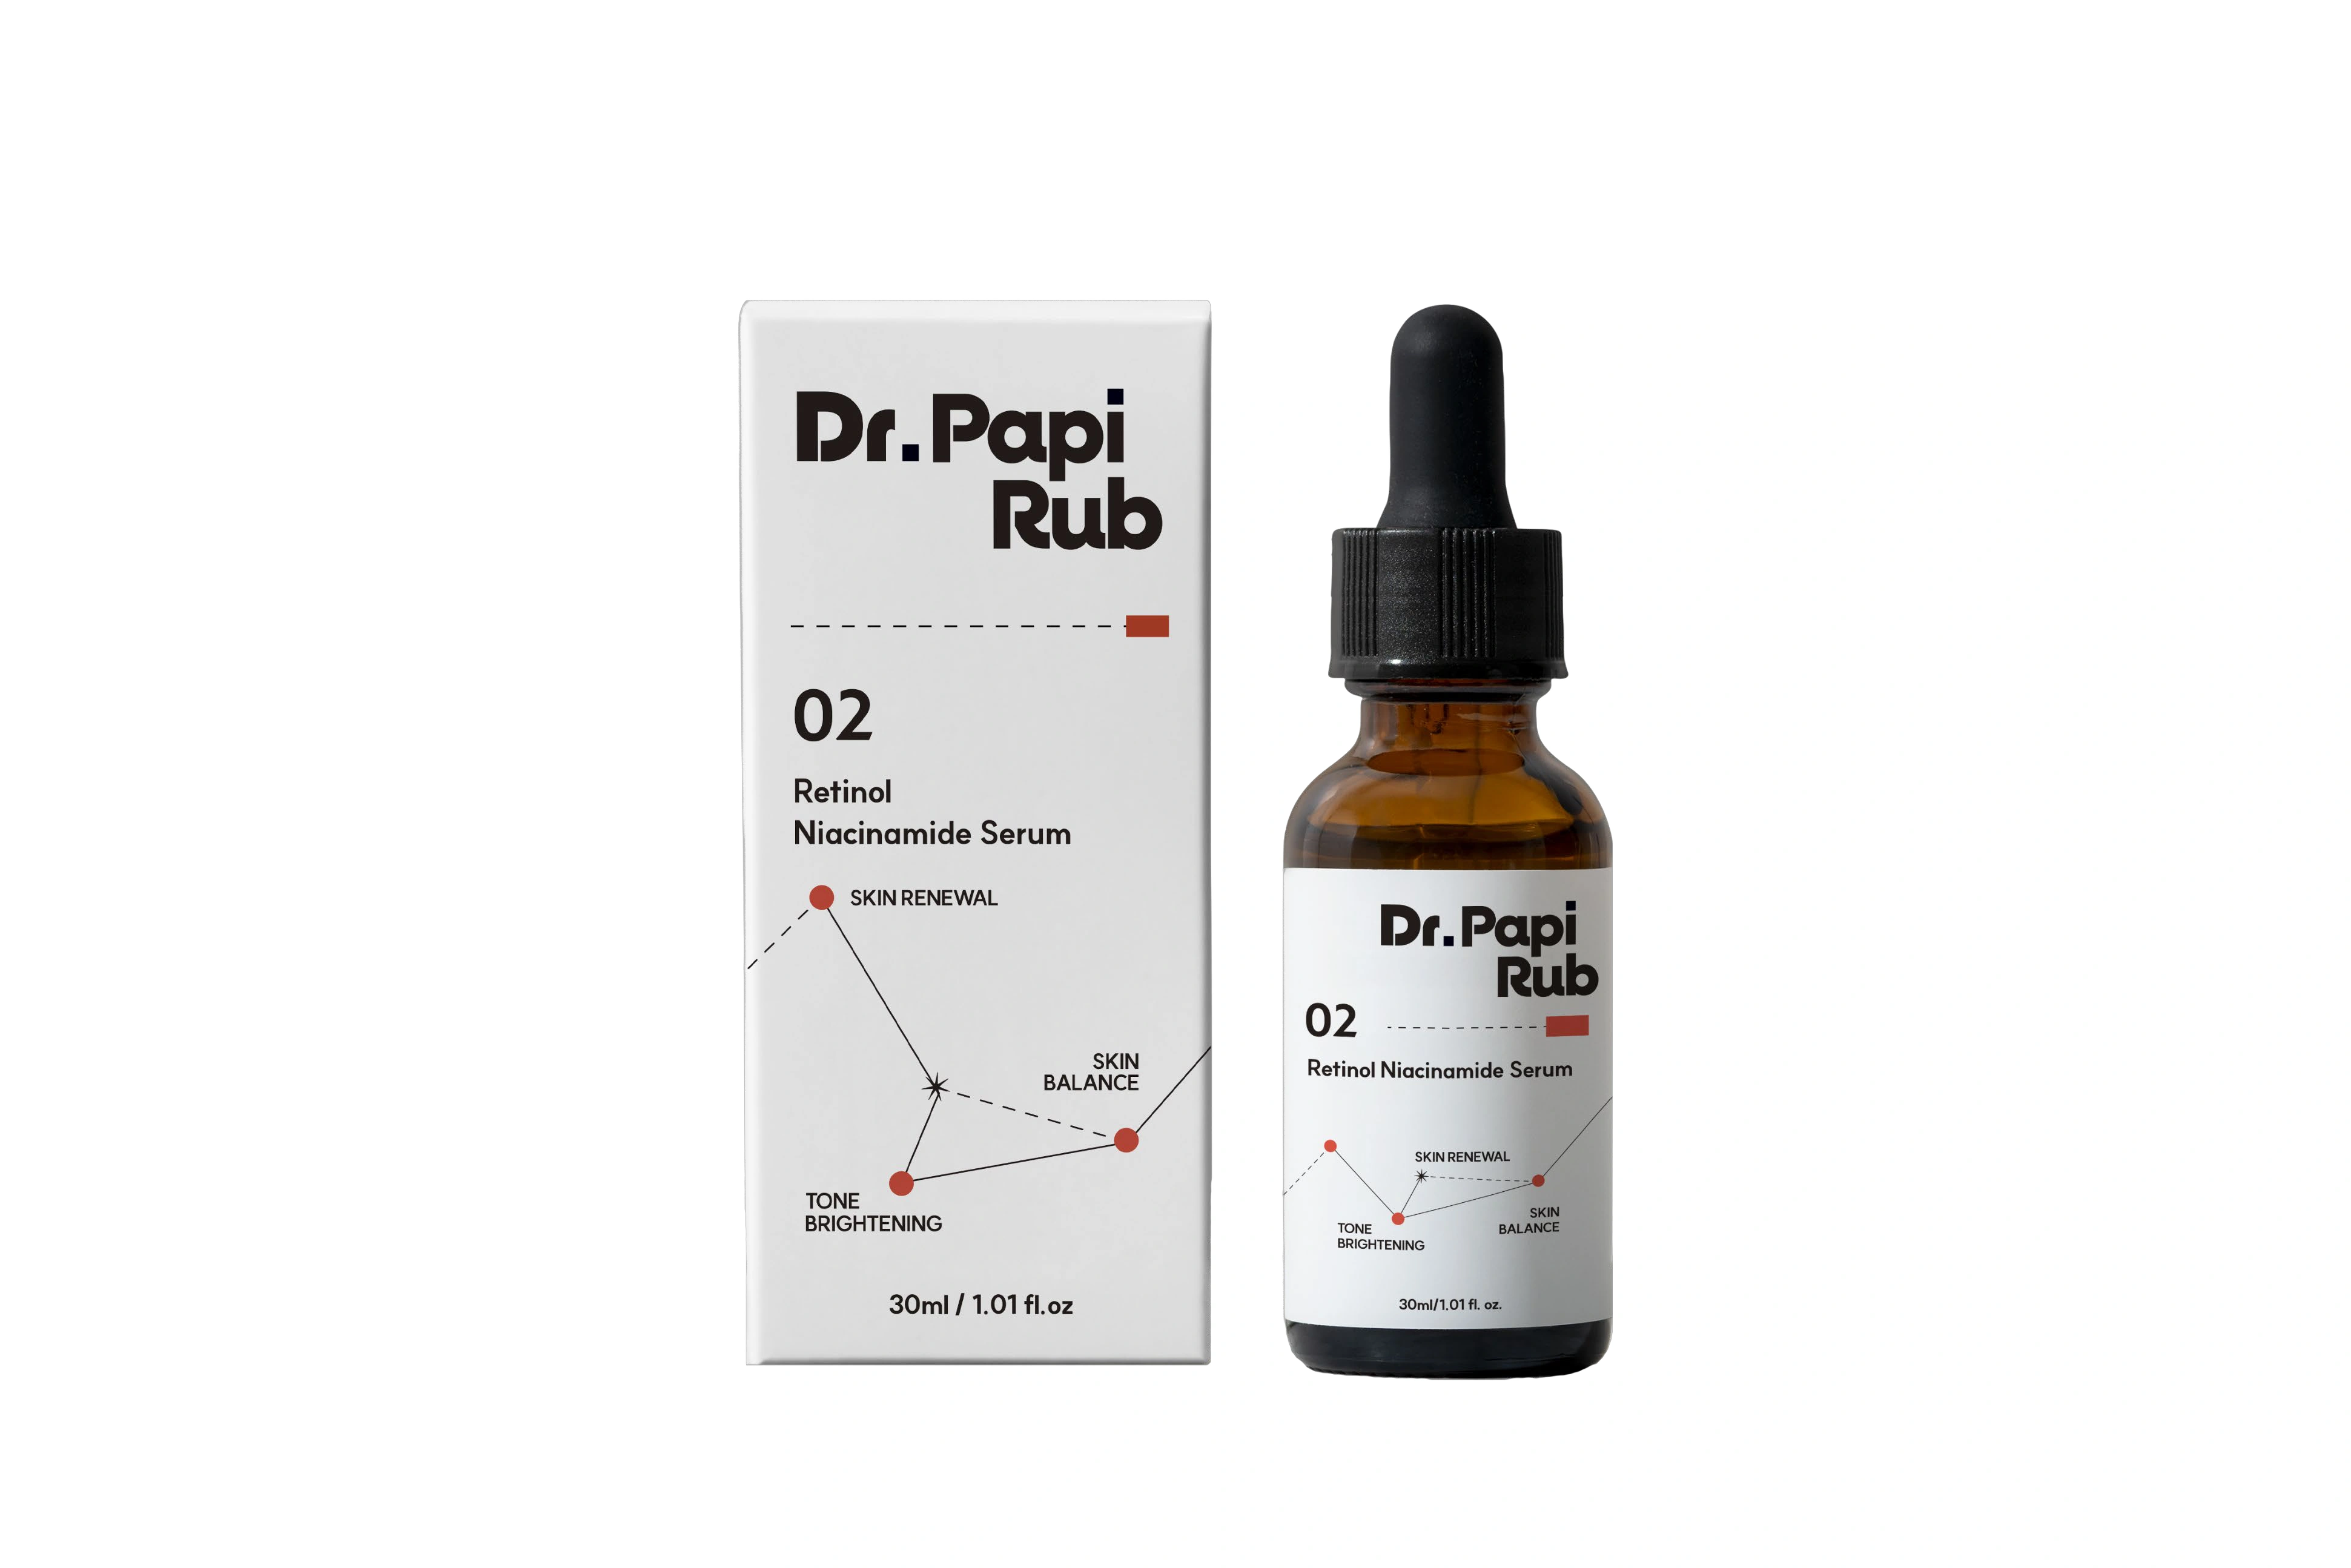 Dr. Papi
Rub
02
Retinol
Niacinamide Serum
SKIN RENEWAL
SKIN
BALANCE
TONE
BRIGHTENING
30ml / 1.01 fl.oz
Dr. Papi
Rub
02
Retinol Niacinamide Serum
SKIN RENEWAL
TONE
BRIGHTENING
SKIN
BALANCE
30ml/1.01 fl. oz.